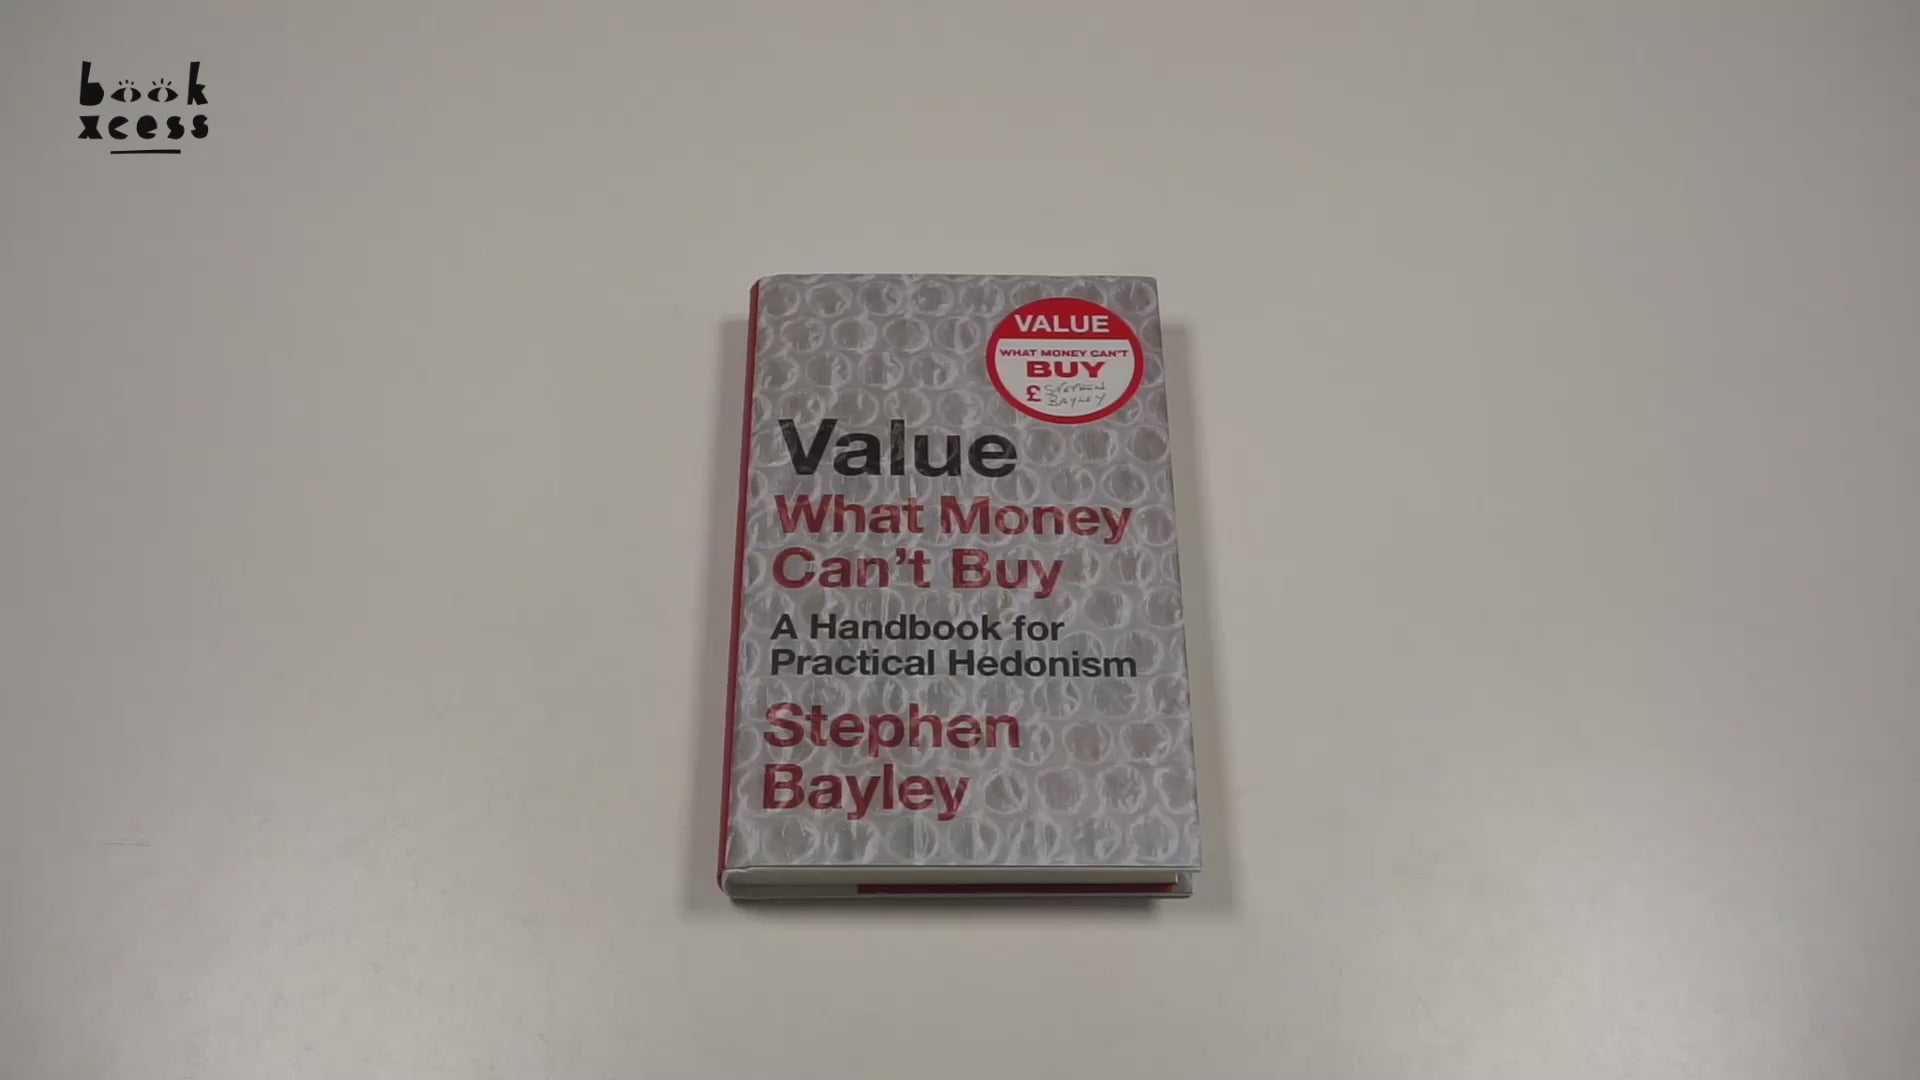 book
xcess
VALUE
WHAT MONEY CAN'T
BUY
£ STEPHEN
BAYLEY
Value
What Money
Can't Buy
A Handbook for
Practical Hedonism
Stephen
Bayley